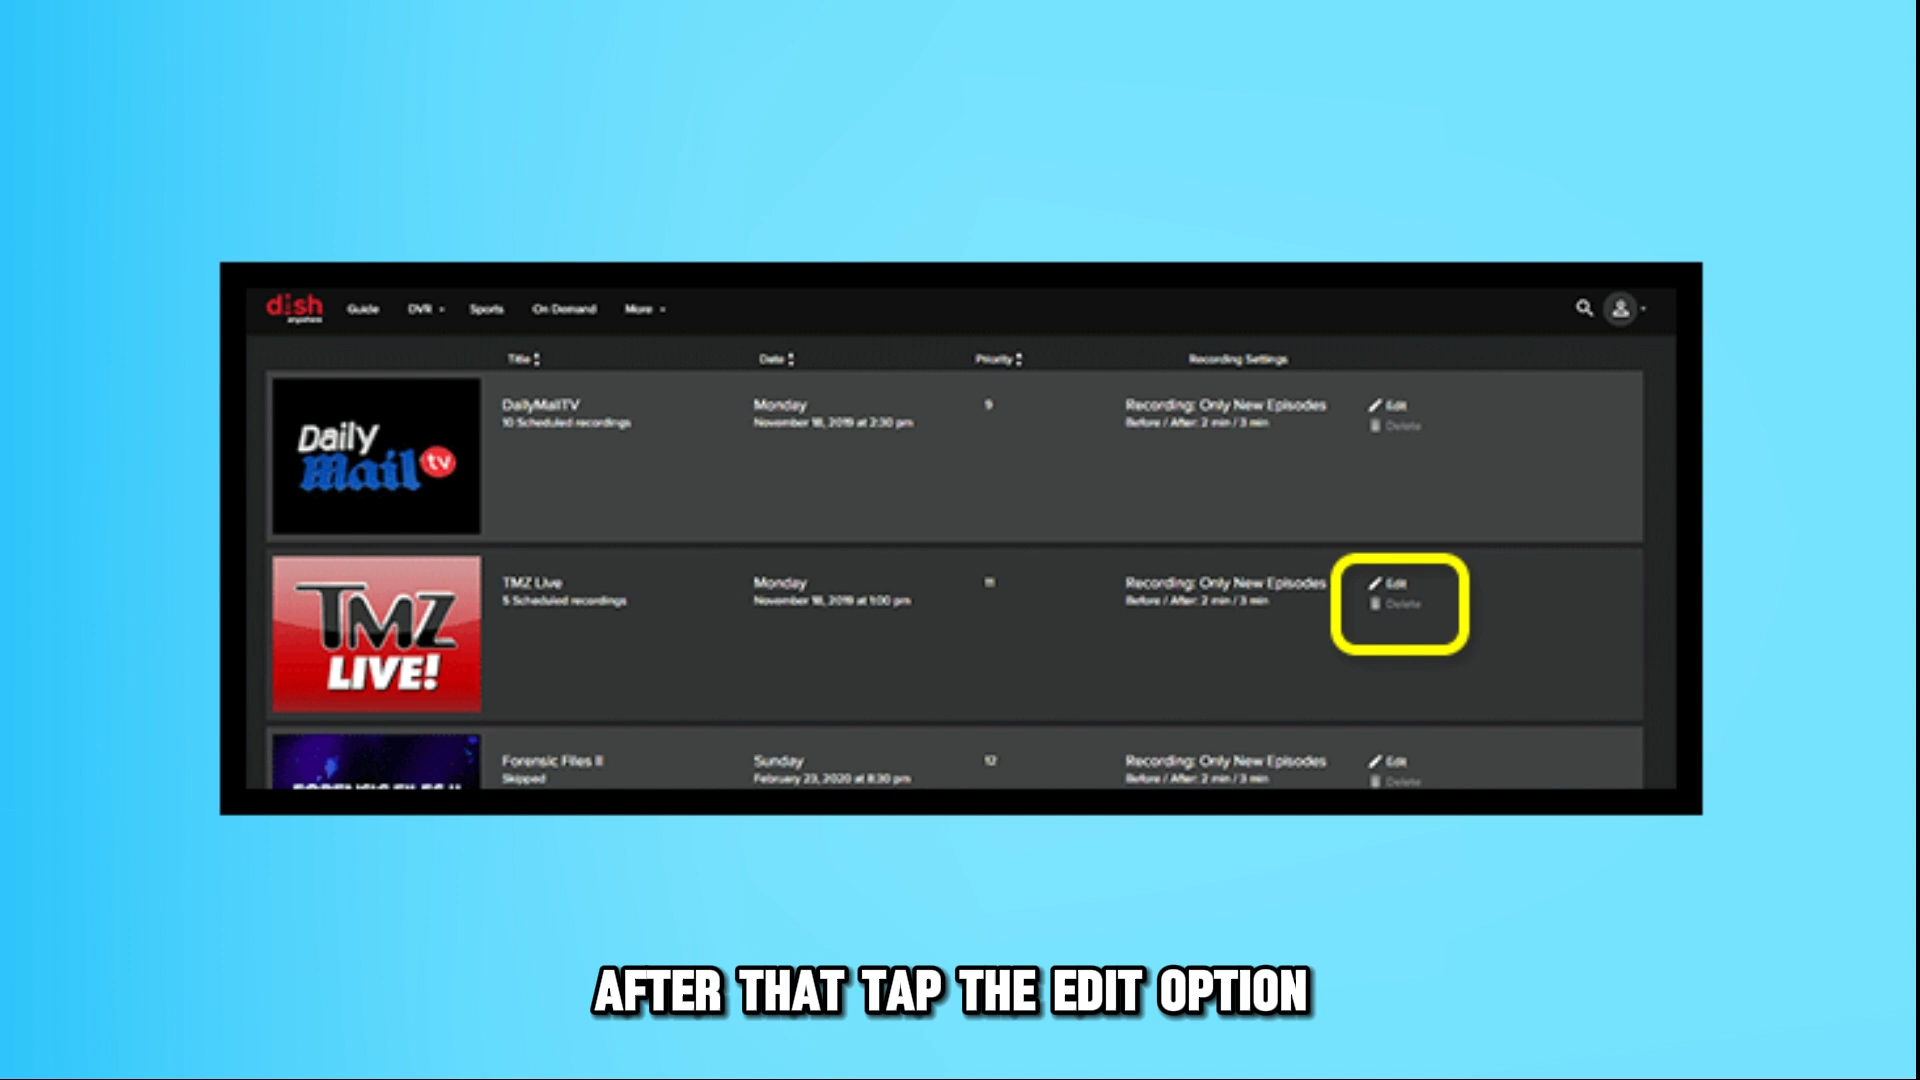 dish
anywhere
Guide DVR Sports On Demand More
Title Date Priority Recording Settings
Daily
Mail tv
DailyMailTV Monday 9 Recording: Only New Episodes Edit
10 Scheduled recordings November 18, 2019 at 2:30 pm Before / After: 2 min / 3 min Delete
TMZ
LIVE!
TMZ Live Monday 11 Recording: Only New Episodes Edit
5 Scheduled recordings November 18, 2019 at 1:00 pm Before / After: 2 min / 3 min Delete
FORENSIC FILES II
Forensic Files II Sunday 12 Recording: Only New Episodes Edit
Skipped February 23, 2020 at 8:30 pm Before / After: 2 min / 3 min Delete
AFTER THAT TAP THE EDIT OPTION